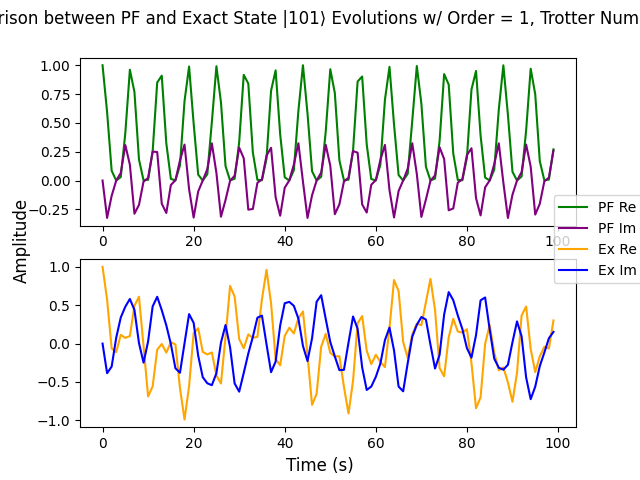 rison between PF and Exact State |101⟩ Evolutions w/ Order = 1, Trotter Num
1.00
0.75
0.50
0.25
0.00
−0.25
0 20 40 60 80 100
PF Re
PF Im
Ex Re
Ex Im
Amplitude
1.0
0.5
0.0
−0.5
−1.0
0 20 40 60 80 100
Time (s)